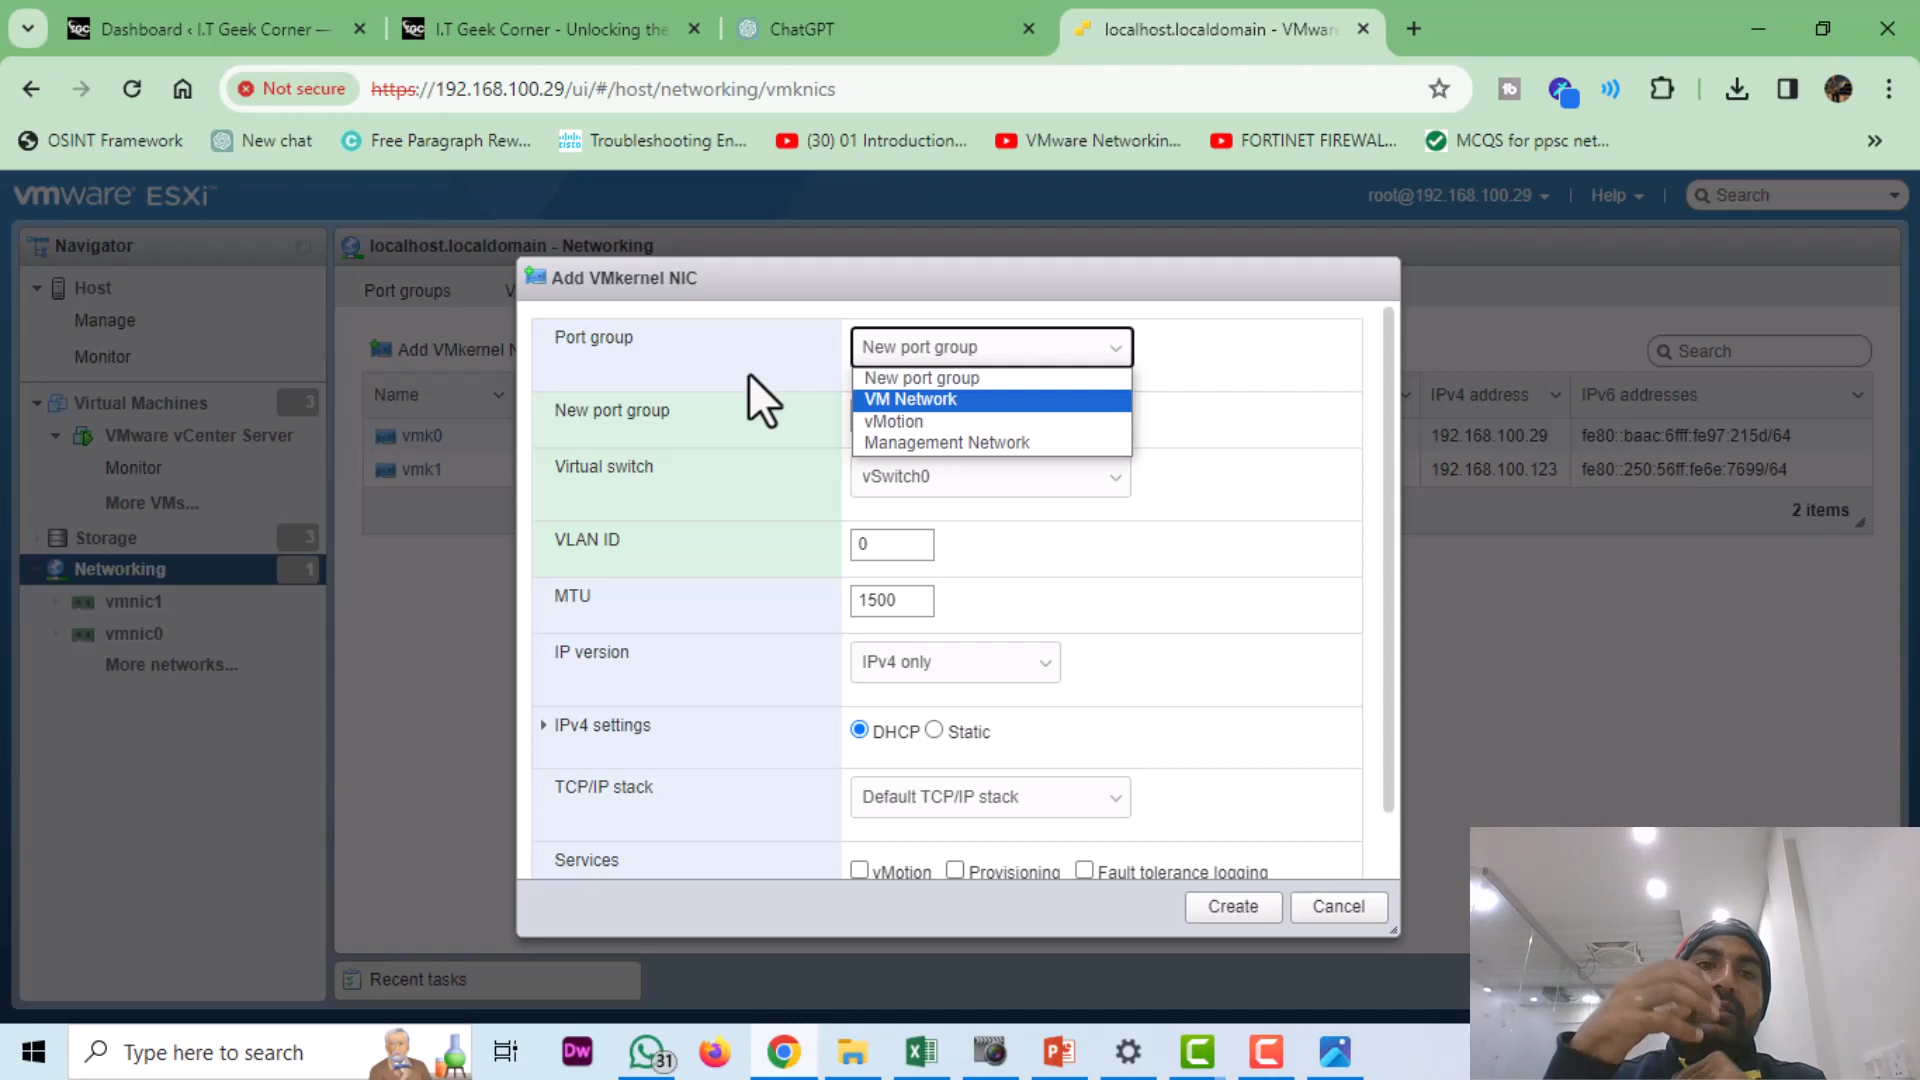 Dashboard ‹ I.T Geek Corner —
I.T Geek Corner - Unlocking the
ChatGPT
localhost.localdomain - VMware
Not secure
https://192.168.100.29/ui/#/host/networking/vmknics
OSINT Framework
New chat
Free Paragraph Rew...
Troubleshooting En...
(30) 01 Introduction...
VMware Networkin...
FORTINET FIREWAL...
MCQS for ppsc net...
vmware ESXi
root@192.168.100.29
Help
Search
Navigator
localhost.localdomain - Networking
Host
Manage
Monitor
Virtual Machines 3
VMware vCenter Server
Monitor
More VMs...
Storage 3
Networking 1
vmnic1
vmnic0
More networks...
Port groups
Add VMkernel N
Search
Name
IPv4 address
IPv6 addresses
vmk0
192.168.100.29
fe80::baac:6fff:fe97:215d/64
vmk1
192.168.100.123
fe80::250:56ff:fe6e:7699/64
2 items
Add VMkernel NIC
Port group
New port group
New port group
VM Network
vMotion
Management Network
New port group
Virtual switch
vSwitch0
VLAN ID
0
MTU
1500
IP version
IPv4 only
IPv4 settings
DHCP Static
TCP/IP stack
Default TCP/IP stack
Services
vMotion Provisioning Fault tolerance logging
Create
Cancel
Recent tasks
Type here to search
Dw
31